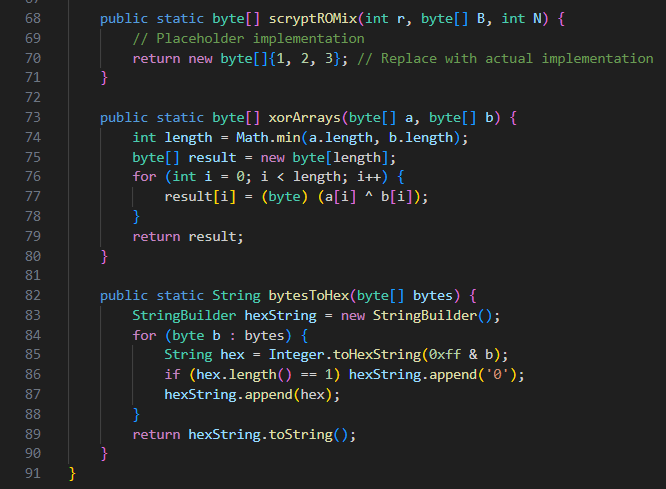 68 public static byte[] scryptROMix(int r, byte[] B, int N) {
69 // Placeholder implementation
70 return new byte[]{1, 2, 3}; // Replace with actual implementation
71 }
72
73 public static byte[] xorArrays(byte[] a, byte[] b) {
74 int length = Math.min(a.length, b.length);
75 byte[] result = new byte[length];
76 for (int i = 0; i < length; i++) {
77 result[i] = (byte) (a[i] ^ b[i]);
78 }
79 return result;
80 }
81
82 public static String bytesToHex(byte[] bytes) {
83 StringBuilder hexString = new StringBuilder();
84 for (byte b : bytes) {
85 String hex = Integer.toHexString(0xff & b);
86 if (hex.length() == 1) hexString.append('0');
87 hexString.append(hex);
88 }
89 return hexString.toString();
90 }
91 }